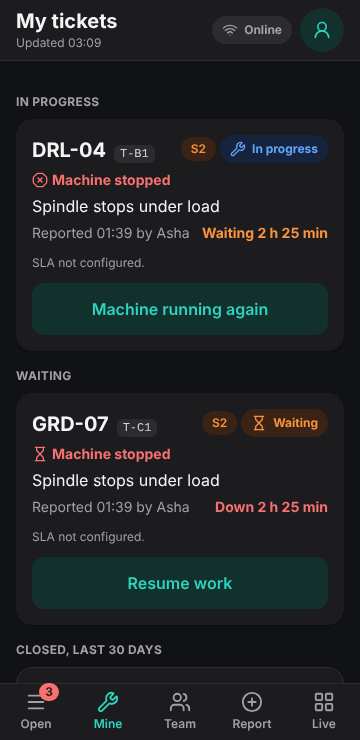 My tickets
Updated 03:09
Online
IN PROGRESS
DRL-04 T-B1 S2 In progress
Machine stopped
Spindle stops under load
Reported 01:39 by Asha Waiting 2 h 25 min
SLA not configured.
Machine running again
WAITING
GRD-07 T-C1 S2 Waiting
Machine stopped
Spindle stops under load
Reported 01:39 by Asha Down 2 h 25 min
SLA not configured.
Resume work
CLOSED, LAST 30 DAYS
3
Open Mine Team Report Live